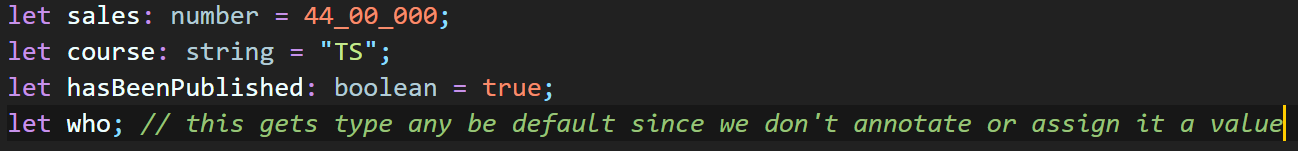 let sales: number = 44_00_000;
let course: string = "TS";
let hasBeenPublished: boolean = true;
let who; // this gets type any be default since we don't annotate or assign it a value